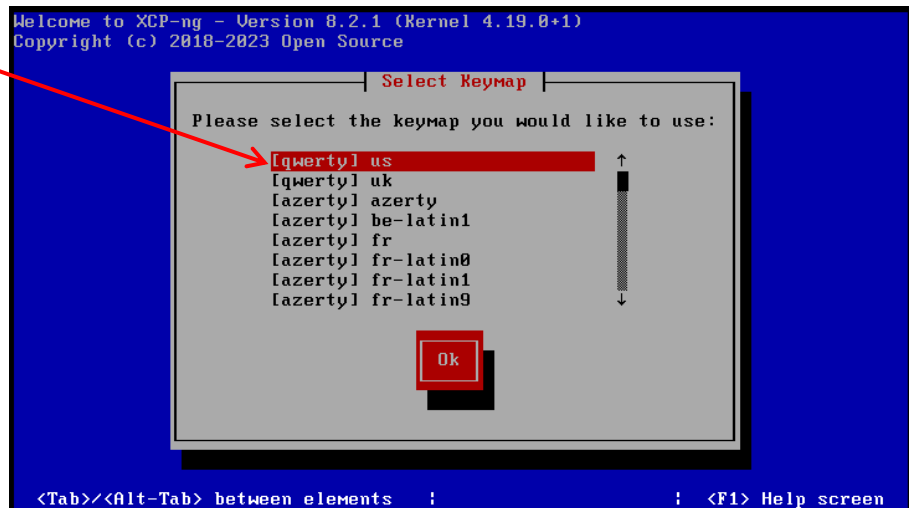 Welcome to XCP-ng - Version 8.2.1 (Kernel 4.19.0+1)
Copyright (c) 2018-2023 Open Source
Select Keymap
Please select the keymap you would like to use:
[qwerty] us
[qwerty] uk
[azerty] azerty
[azerty] be-latin1
[azerty] fr
[azerty] fr-latin0
[azerty] fr-latin1
[azerty] fr-latin9
Ok
<Tab>/<Alt-Tab> between elements ¦ ¦ <F1> Help screen